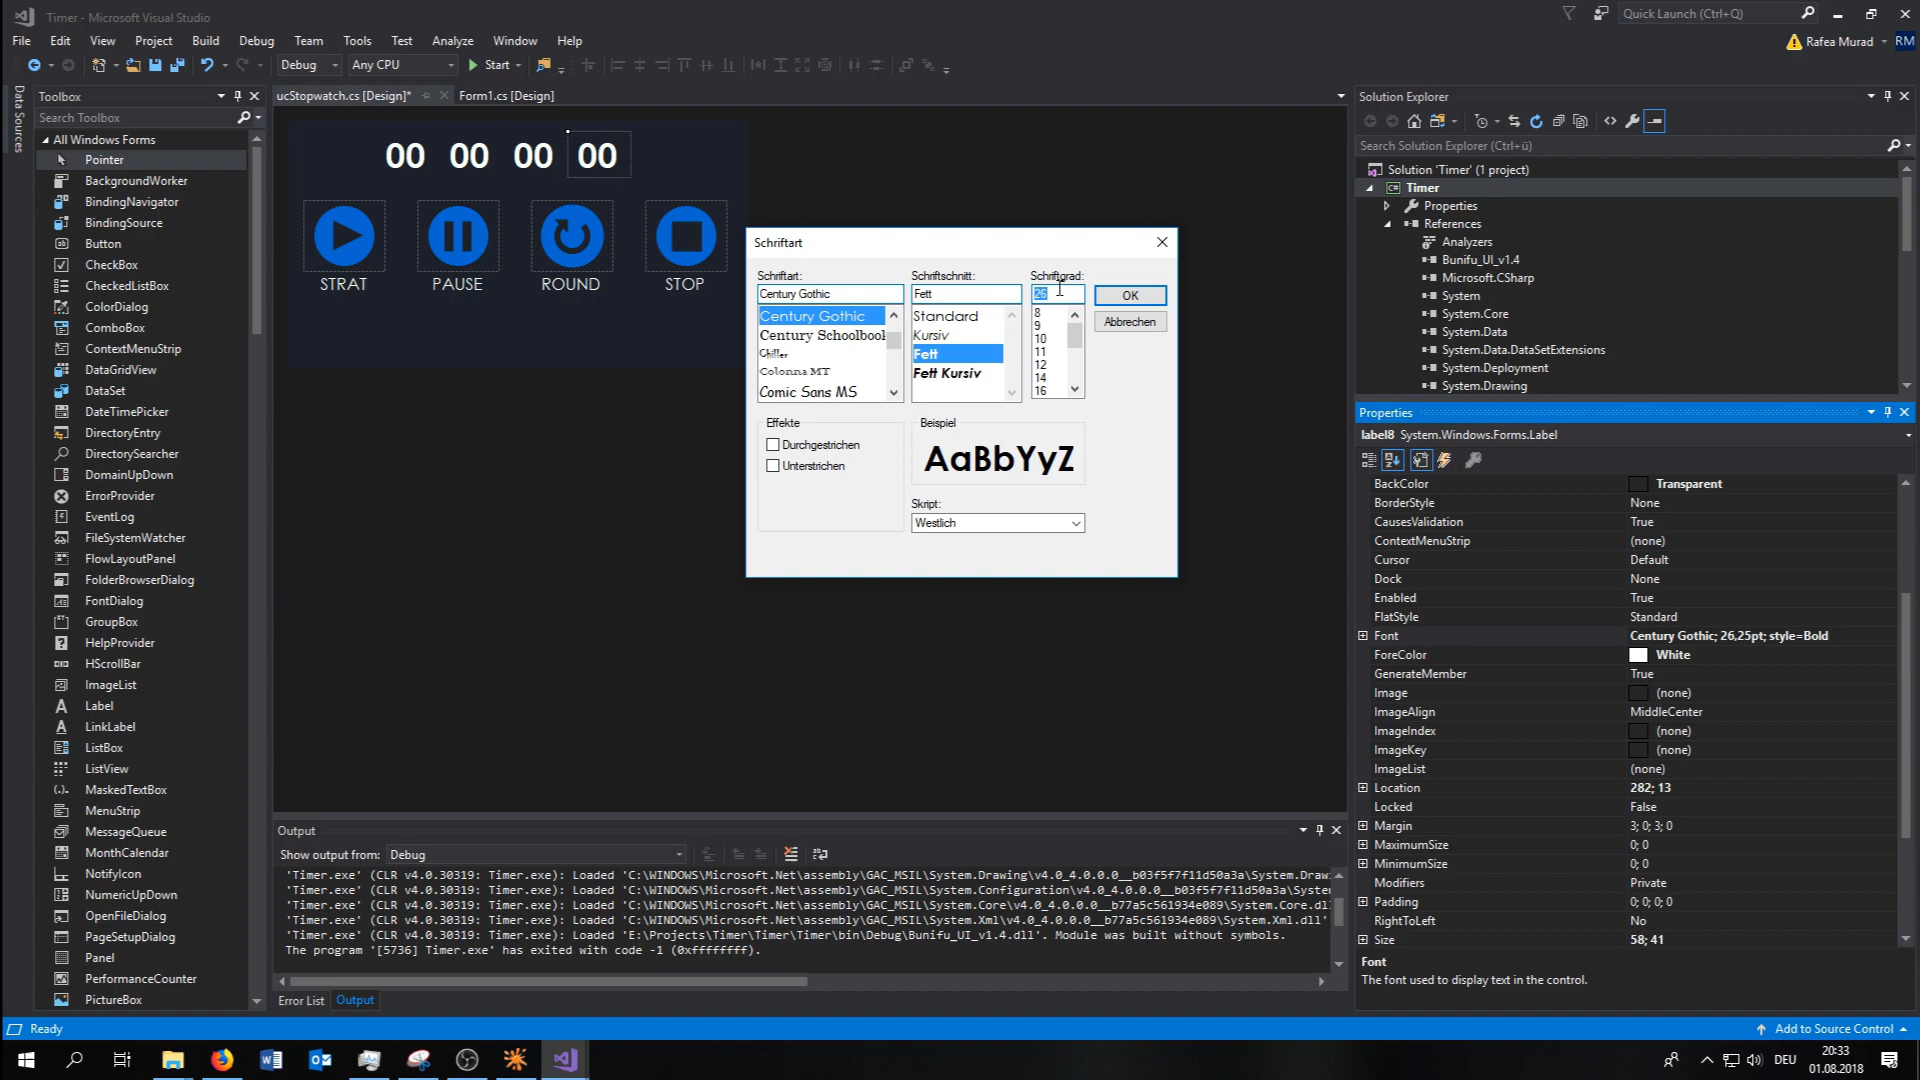 Timer - Microsoft Visual Studio
Quick Launch (Ctrl+Q)
File Edit View Project Build Debug Team Tools Test Analyze Window Help
Rafea Murad RM
Debug Any CPU Start
Data Sources
Toolbox
Search Toolbox
All Windows Forms
Pointer
BackgroundWorker
BindingNavigator
BindingSource
Button
CheckBox
CheckedListBox
ColorDialog
ComboBox
ContextMenuStrip
DataGridView
DataSet
DateTimePicker
DirectoryEntry
DirectorySearcher
DomainUpDown
ErrorProvider
EventLog
FileSystemWatcher
FlowLayoutPanel
FolderBrowserDialog
FontDialog
GroupBox
HelpProvider
HScrollBar
ImageList
Label
LinkLabel
ListBox
ListView
MaskedTextBox
MenuStrip
MessageQueue
MonthCalendar
NotifyIcon
NumericUpDown
OpenFileDialog
PageSetupDialog
Panel
PerformanceCounter
PictureBox
ucStopwatch.cs [Design]* Form1.cs [Design]
00 00 00 00
STRAT PAUSE ROUND STOP
Schriftart
Schriftart: Schriftschnitt: Schriftgrad:
Century Gothic Fett 26 OK
Abbrechen
Century Gothic
Century Schoolbook
Chiller
Colonna MT
Comic Sans MS
Standard
Kursiv
Fett
Fett Kursiv
8
9
10
11
12
14
16
Effekte
Durchgestrichen
Unterstrichen
Beispiel
AaBbYyZ
Skript:
Westlich
Output
Show output from: Debug
'Timer.exe' (CLR v4.0.30319: Timer.exe): Loaded 'C:\WINDOWS\Microsoft.Net\assembly\GAC_MSIL\System.Drawing\v4.0_4.0.0.0__b03f5f7f11d50a3a\System.Draw
'Timer.exe' (CLR v4.0.30319: Timer.exe): Loaded 'C:\WINDOWS\Microsoft.Net\assembly\GAC_MSIL\System.Configuration\v4.0_4.0.0.0__b03f5f7f11d50a3a\Syste
'Timer.exe' (CLR v4.0.30319: Timer.exe): Loaded 'C:\WINDOWS\Microsoft.Net\assembly\GAC_MSIL\System.Core\v4.0_4.0.0.0__b77a5c561934e089\System.Core.dl
'Timer.exe' (CLR v4.0.30319: Timer.exe): Loaded 'C:\WINDOWS\Microsoft.Net\assembly\GAC_MSIL\System.Xml\v4.0_4.0.0.0__b77a5c561934e089\System.Xml.dll'
'Timer.exe' (CLR v4.0.30319: Timer.exe): Loaded 'E:\Projects\Timer\Timer\Timer\bin\Debug\Bunifu_UI_v1.4.dll'. Module was built without symbols.
The program '[5736] Timer.exe' has exited with code -1 (0xffffffff).
Error List Output
Solution Explorer
Search Solution Explorer (Ctrl+ü)
Solution 'Timer' (1 project)
Timer
Properties
References
Analyzers
Bunifu_UI_v1.4
Microsoft.CSharp
System
System.Core
System.Data
System.Data.DataSetExtensions
System.Deployment
System.Drawing
Properties
label8 System.Windows.Forms.Label
BackColor Transparent
BorderStyle None
CausesValidation True
ContextMenuStrip (none)
Cursor Default
Dock None
Enabled True
FlatStyle Standard
Font Century Gothic; 26,25pt; style=Bold
ForeColor White
GenerateMember True
Image (none)
ImageAlign MiddleCenter
ImageIndex (none)
ImageKey (none)
ImageList (none)
Location 282; 13
Locked False
Margin 3; 0; 3; 0
MaximumSize 0; 0
MinimumSize 0; 0
Modifiers Private
Padding 0; 0; 0; 0
RightToLeft No
Size 58; 41
Font
The font used to display text in the control.
Ready
Add to Source Control
DEU
20:33
01.08.2018